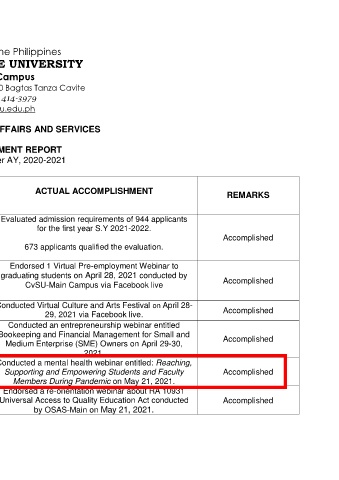 he Philippines
E UNIVERSITY
Campus
0 Bagtas Tanza Cavite
414-3979
u.edu.ph
FFAIRS AND SERVICES
MENT REPORT
er AY, 2020-2021
ACTUAL ACCOMPLISHMENT
REMARKS
Evaluated admission requirements of 944 applicants
for the first year S.Y 2021-2022.
673 applicants qualified the evaluation.
Accomplished
Endorsed 1 Virtual Pre-employment Webinar to
graduating students on April 28, 2021 conducted by
CvSU-Main Campus via Facebook live
Accomplished
Conducted Virtual Culture and Arts Festival on April 28-
29, 2021 via Facebook live.
Accomplished
Conducted an entrepreneurship webinar entitled
Bookeeping and Financial Management for Small and
Medium Enterprise (SME) Owners on April 29-30,
2021.
Accomplished
Conducted a mental health webinar entitled: Reaching,
Supporting and Empowering Students and Faculty
Members During Pandemic on May 21, 2021.
Accomplished
Endorsed a re-orientation webinar about RA 10931
Universal Access to Quality Education Act conducted
by OSAS-Main on May 21, 2021.
Accomplished